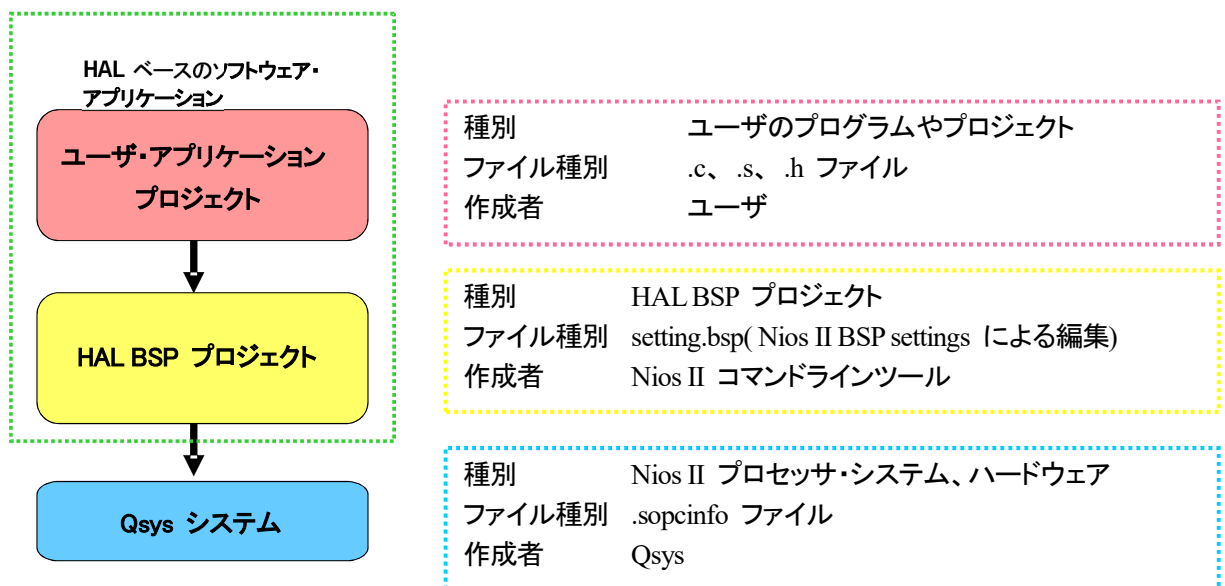 HAL ベースのソフトウェア・
アプリケーション
ユーザ・アプリケーション
プロジェクト
HAL BSP プロジェクト
Qsys システム
種別 ユーザのプログラムやプロジェクト
ファイル種別 .c、 .s、 .h ファイル
作成者 ユーザ
種別 HAL BSP プロジェクト
ファイル種別 setting.bsp( Nios II BSP settings による編集)
作成者 Nios II コマンドラインツール
種別 Nios II プロセッサ・システム、ハードウェア
ファイル種別 .sopcinfo ファイル
作成者 Qsys